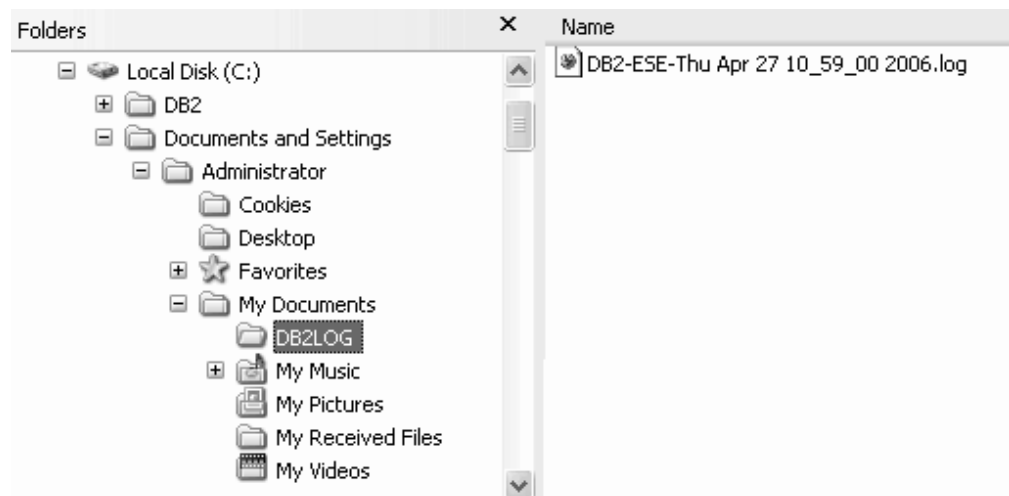 Folders
Local Disk (C:)
DB2
Documents and Settings
Administrator
Cookies
Desktop
Favorites
My Documents
DB2LOG
My Music
My Pictures
My Received Files
My Videos
Name
DB2-ESE-Thu Apr 27 10_59_00 2006.log